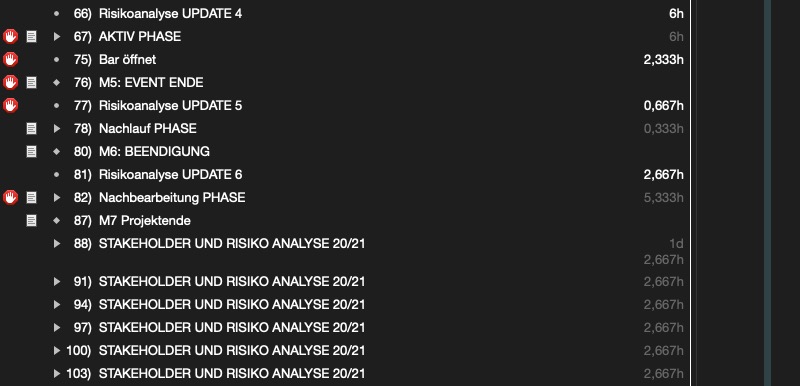 66) Risikoanalyse UPDATE 4 6h
67) AKTIV PHASE 6h
75) Bar öffnet 2,333h
76) M5: EVENT ENDE
77) Risikoanalyse UPDATE 5 0,667h
78) Nachlauf PHASE 0,333h
80) M6: BEENDIGUNG
81) Risikoanalyse UPDATE 6 2,667h
82) Nachbearbeitung PHASE 5,333h
87) M7 Projektende
88) STAKEHOLDER UND RISIKO ANALYSE 20/21 1d
2,667h
91) STAKEHOLDER UND RISIKO ANALYSE 20/21 2,667h
94) STAKEHOLDER UND RISIKO ANALYSE 20/21 2,667h
97) STAKEHOLDER UND RISIKO ANALYSE 20/21 2,667h
100) STAKEHOLDER UND RISIKO ANALYSE 20/21 2,667h
103) STAKEHOLDER UND RISIKO ANALYSE 20/21 2,667h